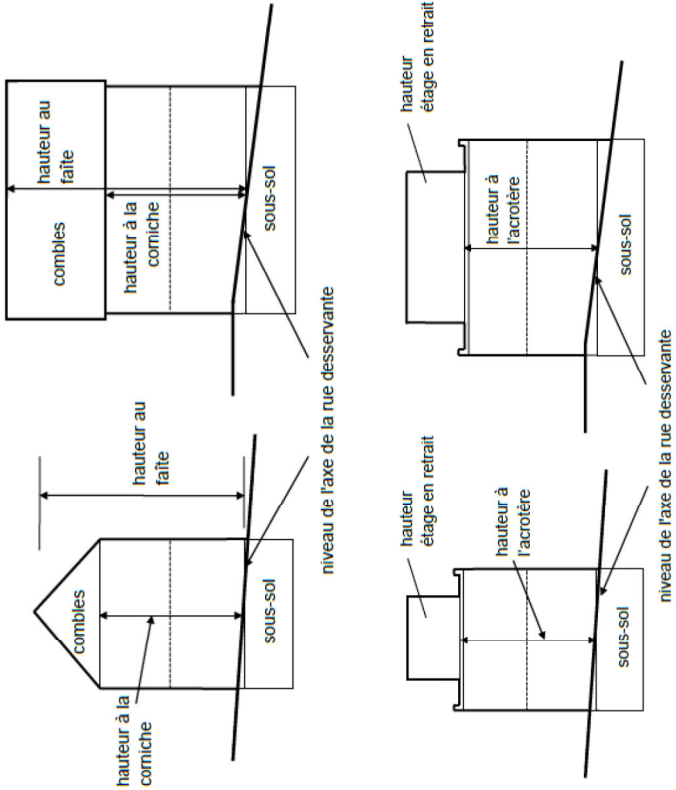 combles
hauteur au
faîte
hauteur à la
corniche
sous-sol
combles
hauteur au
faîte
hauteur à la
corniche
sous-sol
niveau de l'axe de la rue desservante
hauteur
étage en retrait
hauteur à
l'acrotère
sous-sol
hauteur
étage en retrait
hauteur à
l'acrotère
sous-sol
niveau de l'axe de la rue desservante